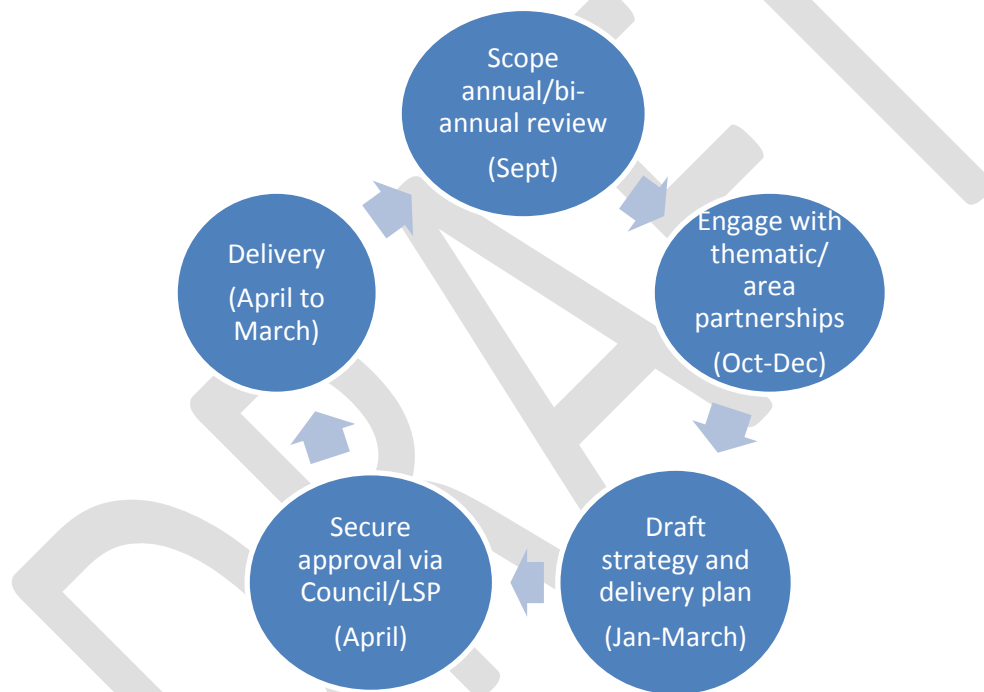 Scope
annual/bi-
annual review
(Sept)
Engage with
thematic/
area
partnerships
(Oct-Dec)
Draft
strategy and
delivery plan
(Jan-March)
Secure
approval via
Council/LSP
(April)
Delivery
(April to
March)
DRAFT